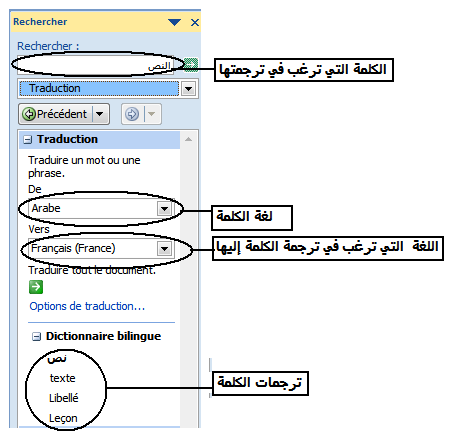 Rechercher
Rechercher :
النص
الكلمة التي ترغب في ترجمتها
Traduction
Précédent
Traduction
Traduire un mot ou une
phrase.
De
Arabe
لغة الكلمة
Vers
Français (France)
اللغة التي ترغب في ترجمة الكلمة إليها
Traduire tout le document.
Options de traduction...
Dictionnaire bilingue
نص
texte
ترجمات الكلمة
Libellé
Leçon